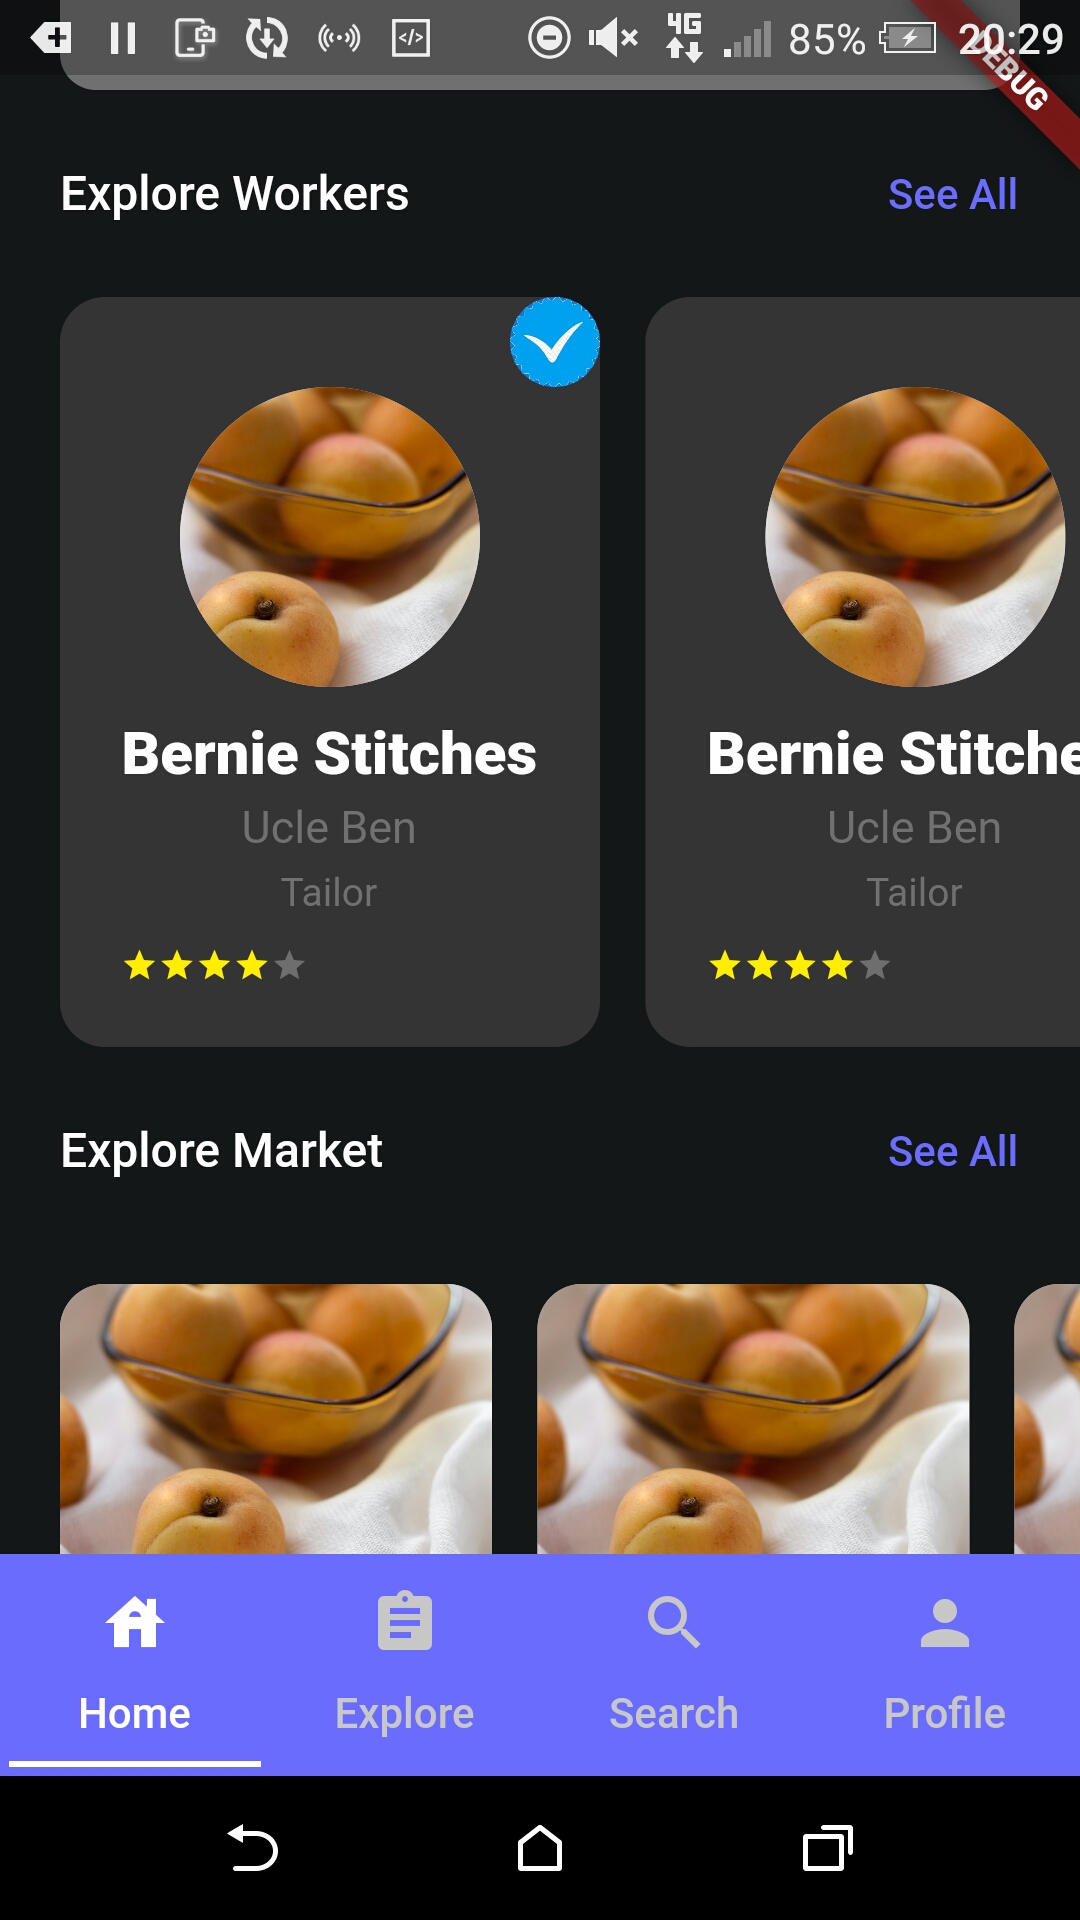 4G 85% 20:29
DEBUG
Explore Workers See All
Bernie Stitches Bernie Stitche
Ucle Ben Ucle Ben
Tailor Tailor
Explore Market See All
Home Explore Search Profile